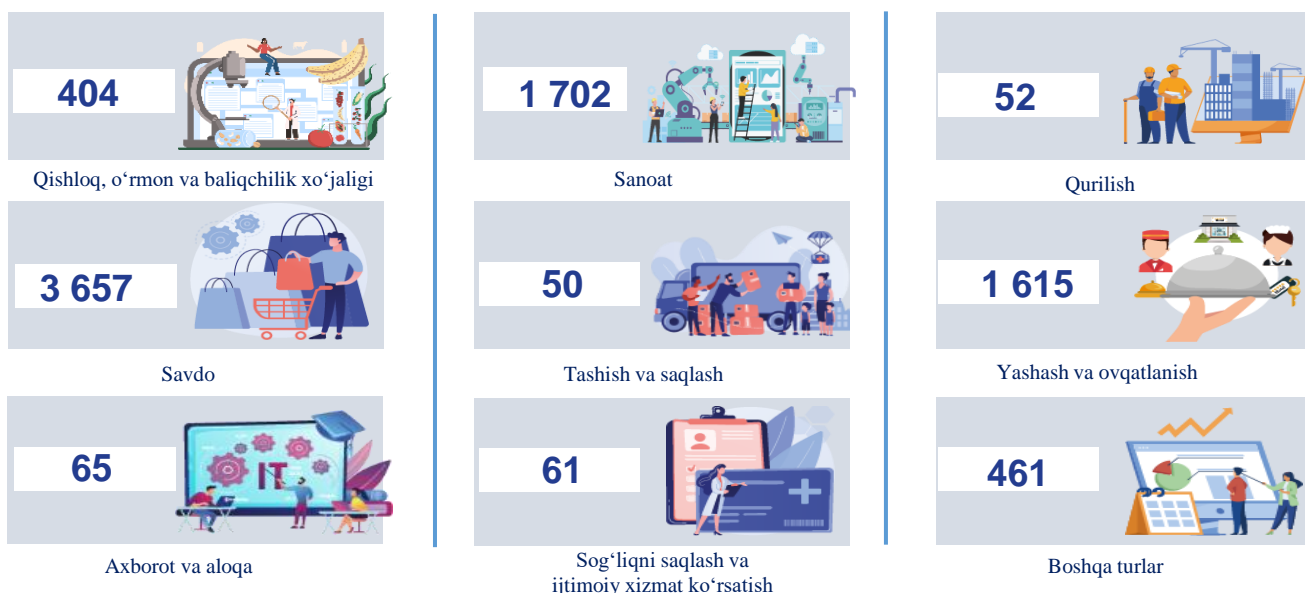 404
Qishloq, o‘rmon va baliqchilik xo‘jaligi
1 702
Sanoat
52
Qurilish
3 657
Savdo
50
Tashish va saqlash
1 615
Yashash va ovqatlanish
65
IT
Axborot va aloqa
61
Sog‘liqni saqlash va
ijtimoiy xizmat ko‘rsatish
461
Boshqa turlar